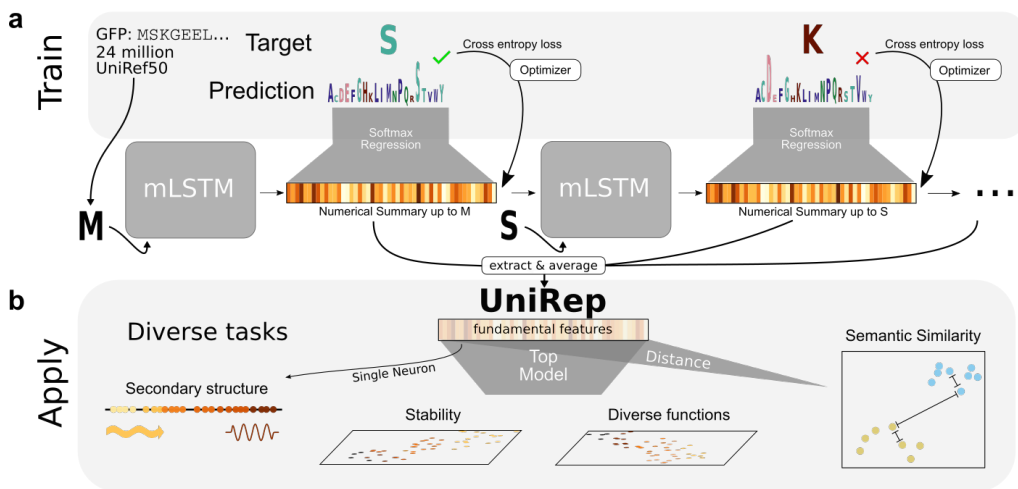 a
Train
GFP: MSKGEEL...
24 million
UniRef50
Target
S
Cross entropy loss
Optimizer
Prediction
ACDEFGHKLIMNPQRSTVWY
Softmax
Regression
K
Cross entropy loss
Optimizer
ACDEFGHKLIMNPQRSTVWY
Softmax
Regression
mLSTM
mLSTM
M
Numerical Summary up to M
S
Numerical Summary up to S
...
extract & average
b
Apply
UniRep
fundamental features
Diverse tasks
Top
Model
Distance
Single Neuron
Semantic Similarity
Secondary structure
Stability
Diverse functions